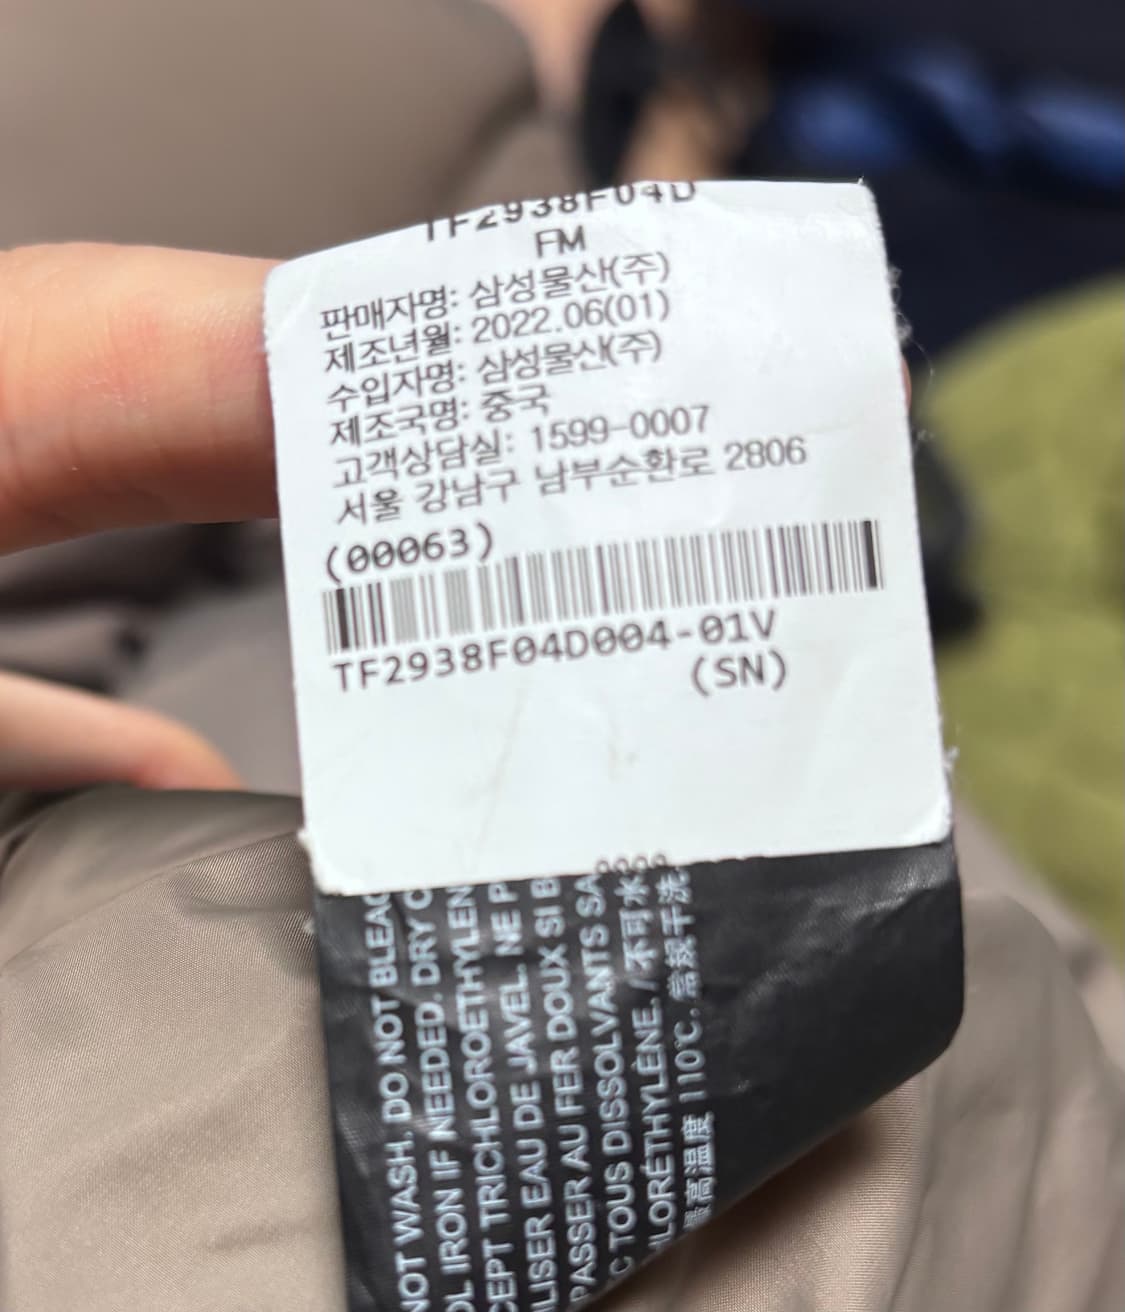 TF2938F04D
FM
판매자명: 삼성물산(주)
제조년월: 2022.06(01)
수입자명: 삼성물산(주)
제조국명: 중국
고객상담실: 1599-0007
서울 강남구 남부순환로 2806
(00063)
TF2938F04D004-01V
(SN)
NOT WASH. DO NOT BLEAC
OL IRON IF NEEDED. DRY C
CEPT TRICHLOROETHYLEN
ILISER EAU DE JAVEL. NE P
PASSER AU FER DOUX SI B
C TOUS DISSOLVANTS SA
ALORÉTHYLÈNE. / 不可水
最高温度 110℃. 常规干洗